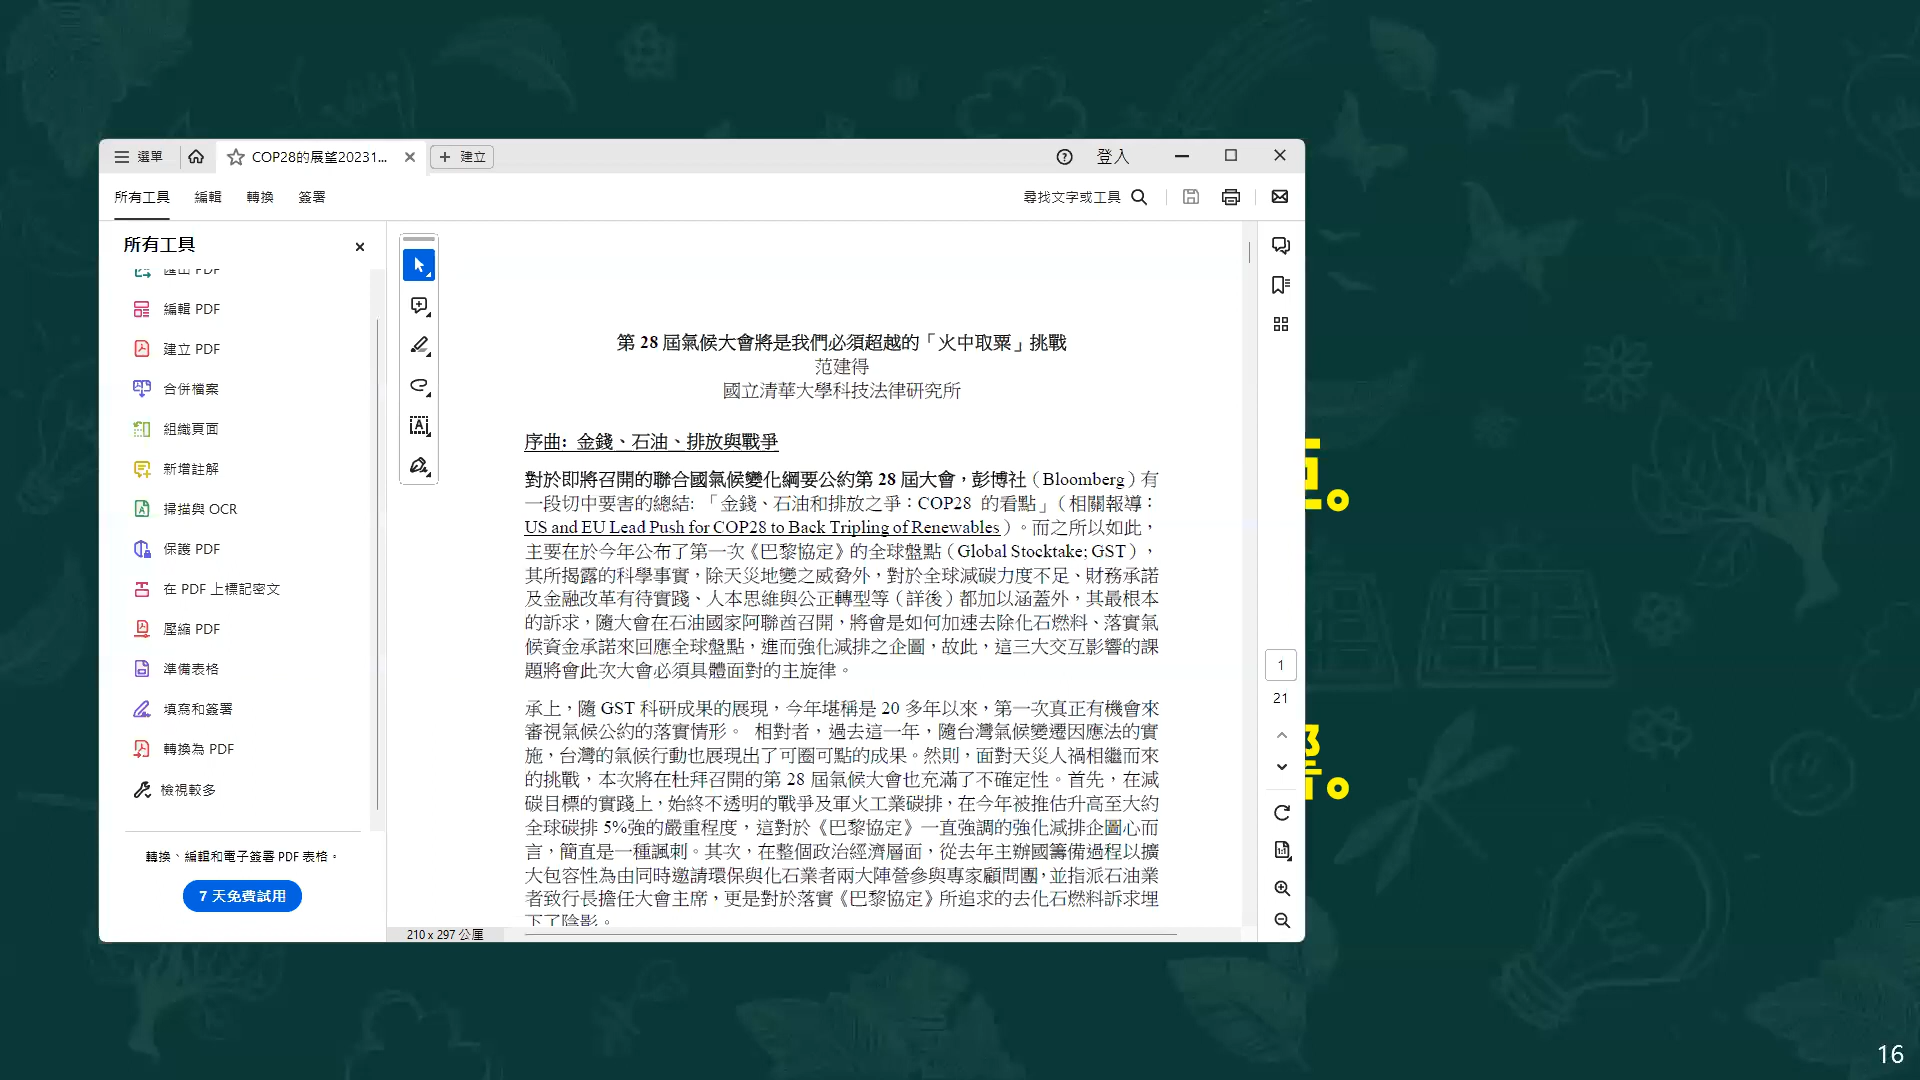 選單
COP28的展望20231...
建立
登入
所有工具
編輯
轉換
簽署
尋找文字或工具
所有工具
匯出 PDF
編輯 PDF
建立 PDF
合併檔案
組織頁面
新增註解
掃描與 OCR
保護 PDF
在 PDF 上標記密文
壓縮 PDF
準備表格
填寫和簽署
轉換為 PDF
檢視較多
轉換、編輯和電子簽署 PDF 表格。
7 天免費試用
第 28 屆氣候大會將是我們必須超越的「火中取粟」挑戰
范建得
國立清華大學科技法律研究所
序曲: 金錢、石油、排放與戰爭
對於即將召開的聯合國氣候變化綱要公約第 28 屆大會，彭博社（Bloomberg）有
一段切中要害的總結: 「金錢、石油和排放之爭：COP28 的看點」（相關報導：
US and EU Lead Push for COP28 to Back Tripling of Renewables）。而之所以如此，
主要在於今年公布了第一次《巴黎協定》的全球盤點（Global Stocktake; GST），
其所揭露的科學事實，除天災地變之威脅外，對於全球減碳力度不足、財務承諾
及金融改革有待實踐、人本思維與公正轉型等（詳後）都加以涵蓋外，其最根本
的訴求，隨大會在石油國家阿聯酋召開，將會是如何加速去除化石燃料、落實氣
候資金承諾來回應全球盤點，進而強化減排之企圖，故此，這三大交互影響的課
題將會此次大會必須具體面對的主旋律。
承上，隨 GST 科研成果的展現，今年堪稱是 20 多年以來，第一次真正有機會來
審視氣候公約的落實情形。 相對者，過去這一年，隨台灣氣候變遷因應法的實
施，台灣的氣候行動也展現出了可圈可點的成果。然則，面對天災人禍相繼而來
的挑戰，本次將在杜拜召開的第 28 屆氣候大會也充滿了不確定性。首先，在減
碳目標的實踐上，始終不透明的戰爭及軍火工業碳排，在今年被推估升高至大約
全球碳排 5%強的嚴重程度，這對於《巴黎協定》一直強調的強化減排企圖心而
言，簡直是一種諷刺。其次，在整個政治經濟層面，從去年主辦國籌備過程以擴
大包容性為由同時邀請環保與化石業者兩大陣營參與專家顧問團，並指派石油業
者致行長擔任大會主席，更是對於落實《巴黎協定》所追求的去化石燃料訴求埋
下了陰影。
210 x 297 公厘
1
21
16